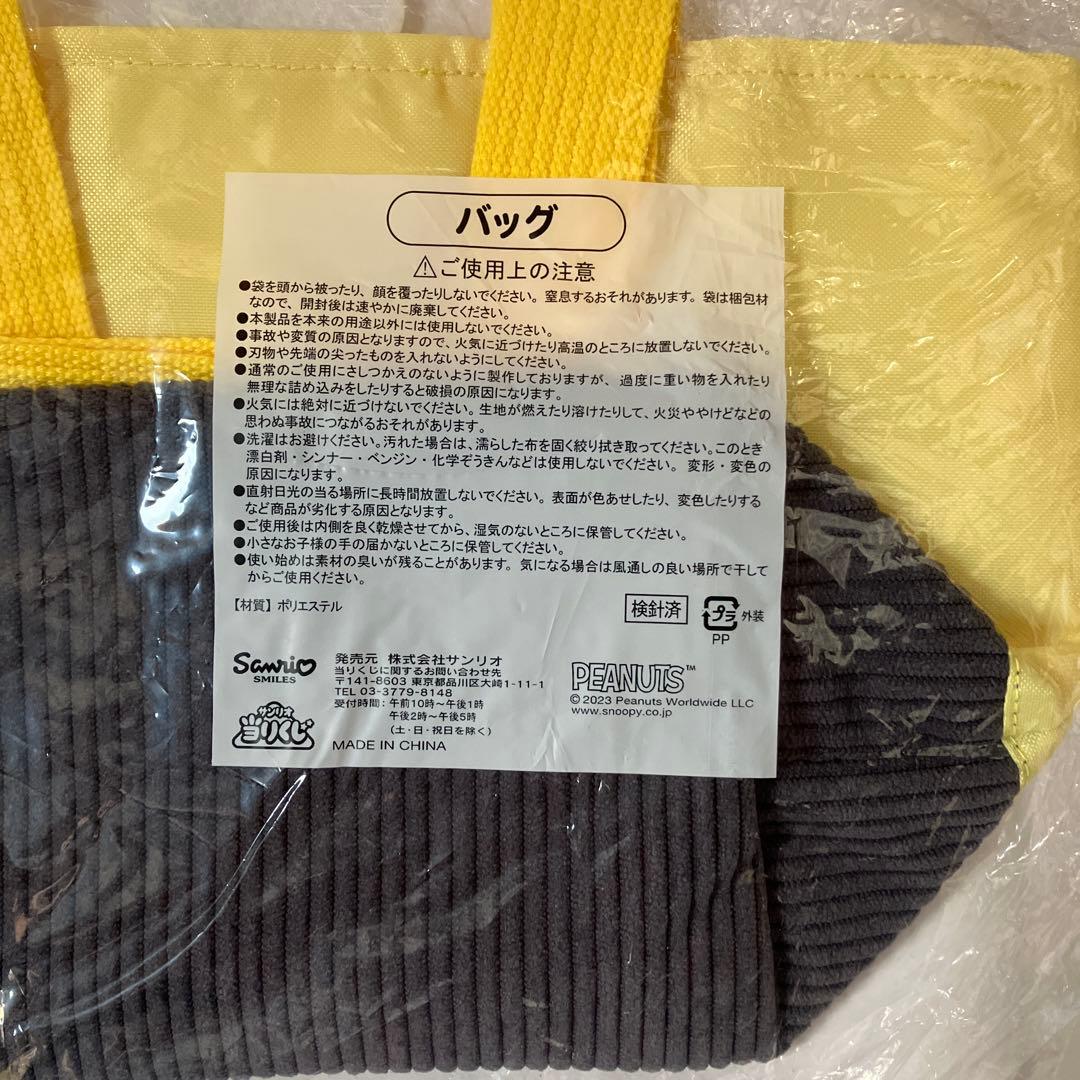 バッグ
⚠ご使用上の注意
●袋を頭から被ったり、顔を覆ったりしないでください。窒息するおそれがあります。袋は梱包材
なので、開封後は速やかに廃棄してください。
●本製品を本来の用途以外には使用しないでください。
●事故や変質の原因となりますので、火気に近づけたり高温のところに放置しないでください。
●刃物や先端の尖ったものを入れないようにしてください。
●通常のご使用にさしつかえのないように製作しておりますが、過度に重い物を入れたり
無理な詰め込みをしたりすると破損の原因になります。
●火気には絶対に近づけないでください。生地が燃えたり溶けたりして、火災ややけどなどの
思わぬ事故につながるおそれがあります。
●洗濯はお避けください。汚れた場合は、濡らした布を固く絞り拭き取ってください。このとき
漂白剤・シンナー・ベンジン・化学ぞうきんなどは使用しないでください。変形・変色の
原因になります。
●直射日光の当る場所に長時間放置しないでください。表面が色あせしたり、変色したりする
など商品が劣化する原因となります。
●ご使用後は内側を良く乾燥させてから、湿気のないところに保管してください。
●小さなお子様の手の届かないところに保管してください。
●使い始めは素材の臭いが残ることがあります。気になる場合は風通しの良い場所で干して
からご使用ください。
【材質】ポリエステル
検針済
プラ 外装
PP
Sanrio
SMILES
発売元 株式会社サンリオ
当りくじに関するお問い合わせ先
〒141-8603 東京都品川区大崎1-11-1
TEL 03-3779-8148
受付時間:午前10時〜午後1時
午後2時〜午後5時
(土・日・祝日を除く)
サンリオ
当りくじ
MADE IN CHINA
PEANUTS™
© 2023 Peanuts Worldwide LLC
www.snoopy.co.jp